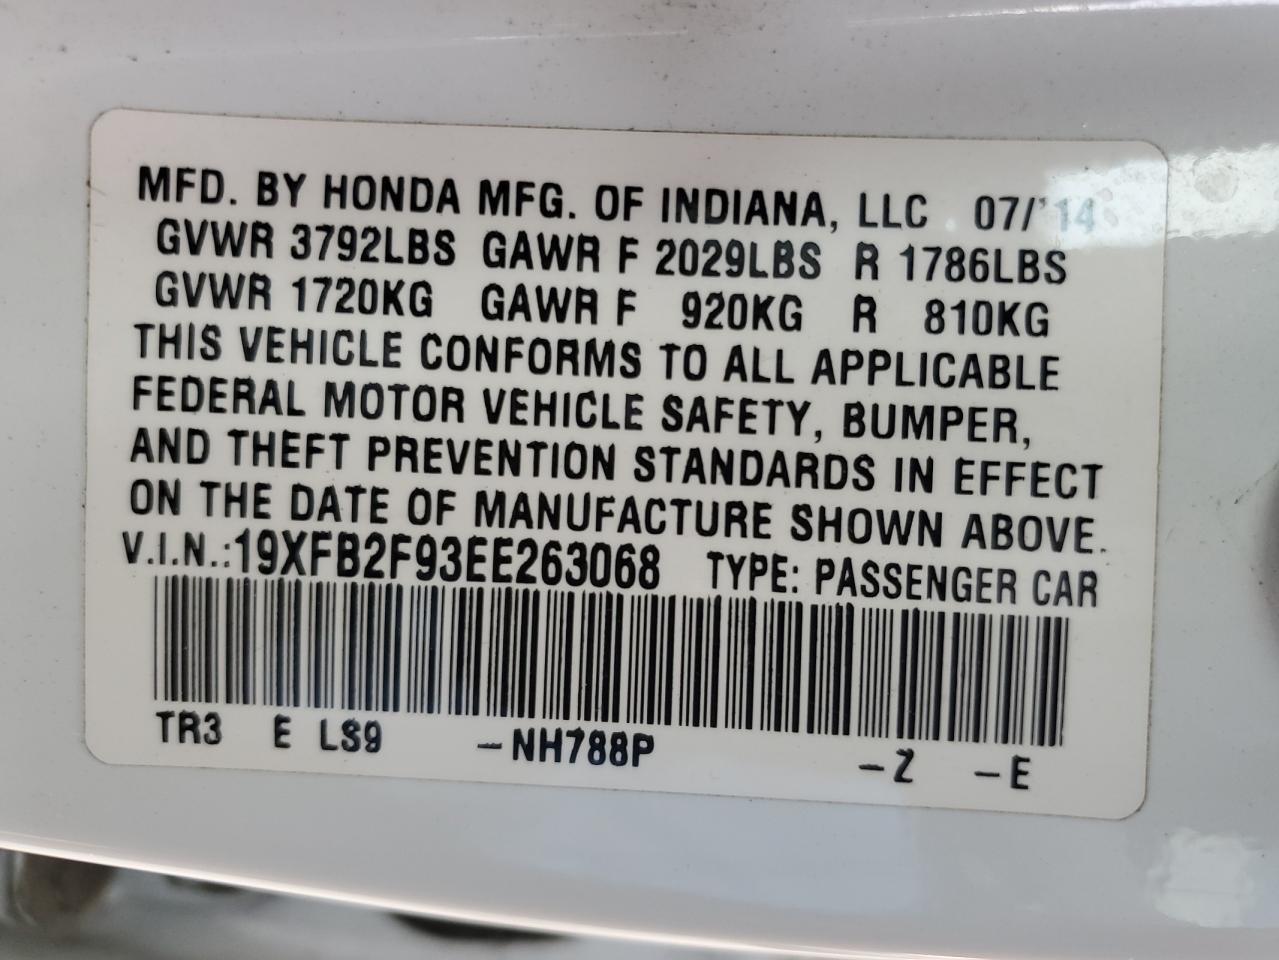 MFD. BY HONDA MFG. OF INDIANA, LLC 07/'14
GVWR 3792LBS GAWR F 2029LBS R 1786LBS
GVWR 1720KG GAWR F 920KG R 810KG
THIS VEHICLE CONFORMS TO ALL APPLICABLE
FEDERAL MOTOR VEHICLE SAFETY, BUMPER,
AND THEFT PREVENTION STANDARDS IN EFFECT
ON THE DATE OF MANUFACTURE SHOWN ABOVE.
V.I.N.:19XFB2F93EE263068 TYPE: PASSENGER CAR
TR3 E LS9 -NH788P -Z -E